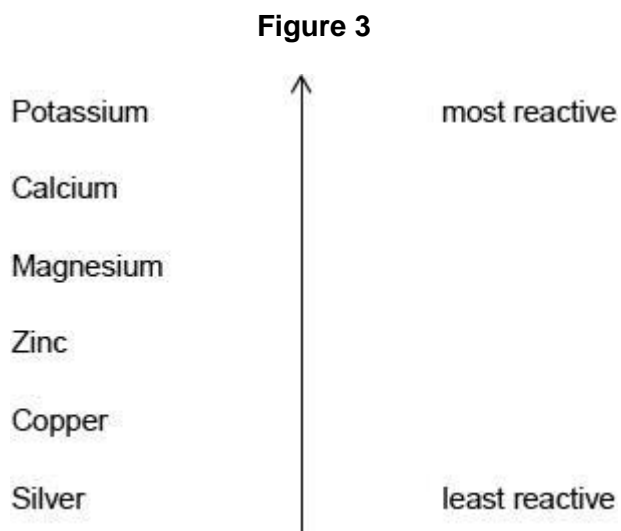 Figure 3
Potassium most reactive
Calcium
Magnesium
Zinc
Copper
Silver least reactive